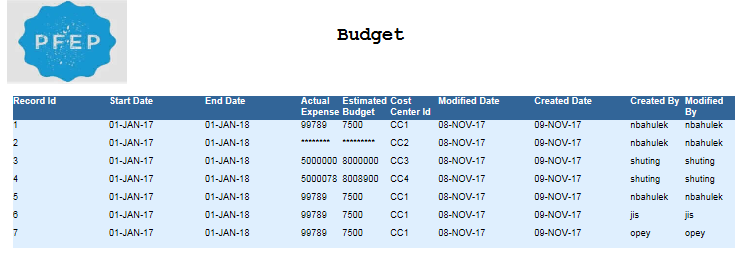 PFEP
Budget
Record Id Start Date End Date Actual Expense Estimated Budget Cost Center Id Modified Date Created Date Created By Modified By
1 01-JAN-17 01-JAN-18 99789 7500 CC1 08-NOV-17 09-NOV-17 nbahulek nbahulek
2 01-JAN-17 01-JAN-18 ******** ********* CC2 08-NOV-17 09-NOV-17 nbahulek nbahulek
3 01-JAN-17 01-JAN-18 5000000 8000000 CC3 08-NOV-17 09-NOV-17 shuting shuting
4 01-JAN-17 01-JAN-18 5000078 8008900 CC4 08-NOV-17 09-NOV-17 shuting shuting
5 01-JAN-17 01-JAN-18 99789 7500 CC1 08-NOV-17 09-NOV-17 nbahulek nbahulek
6 01-JAN-17 01-JAN-18 99789 7500 CC1 08-NOV-17 09-NOV-17 jis jis
7 01-JAN-17 01-JAN-18 99789 7500 CC1 08-NOV-17 09-NOV-17 opey opey